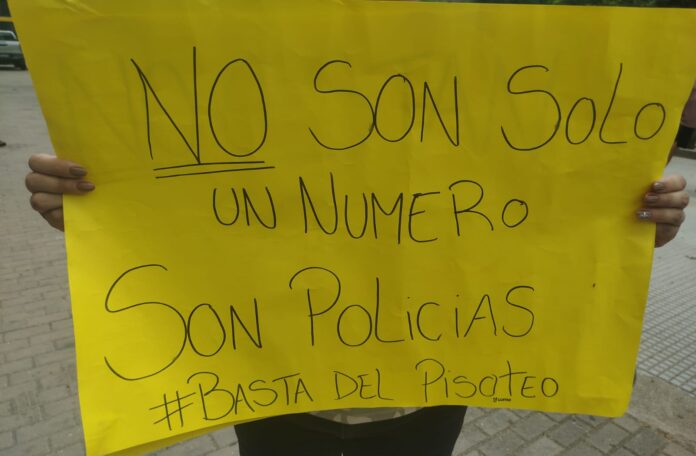 NO SON SOLO
UN NUMERO
SON POLICIAS
#BASTA DEL PISOTEO